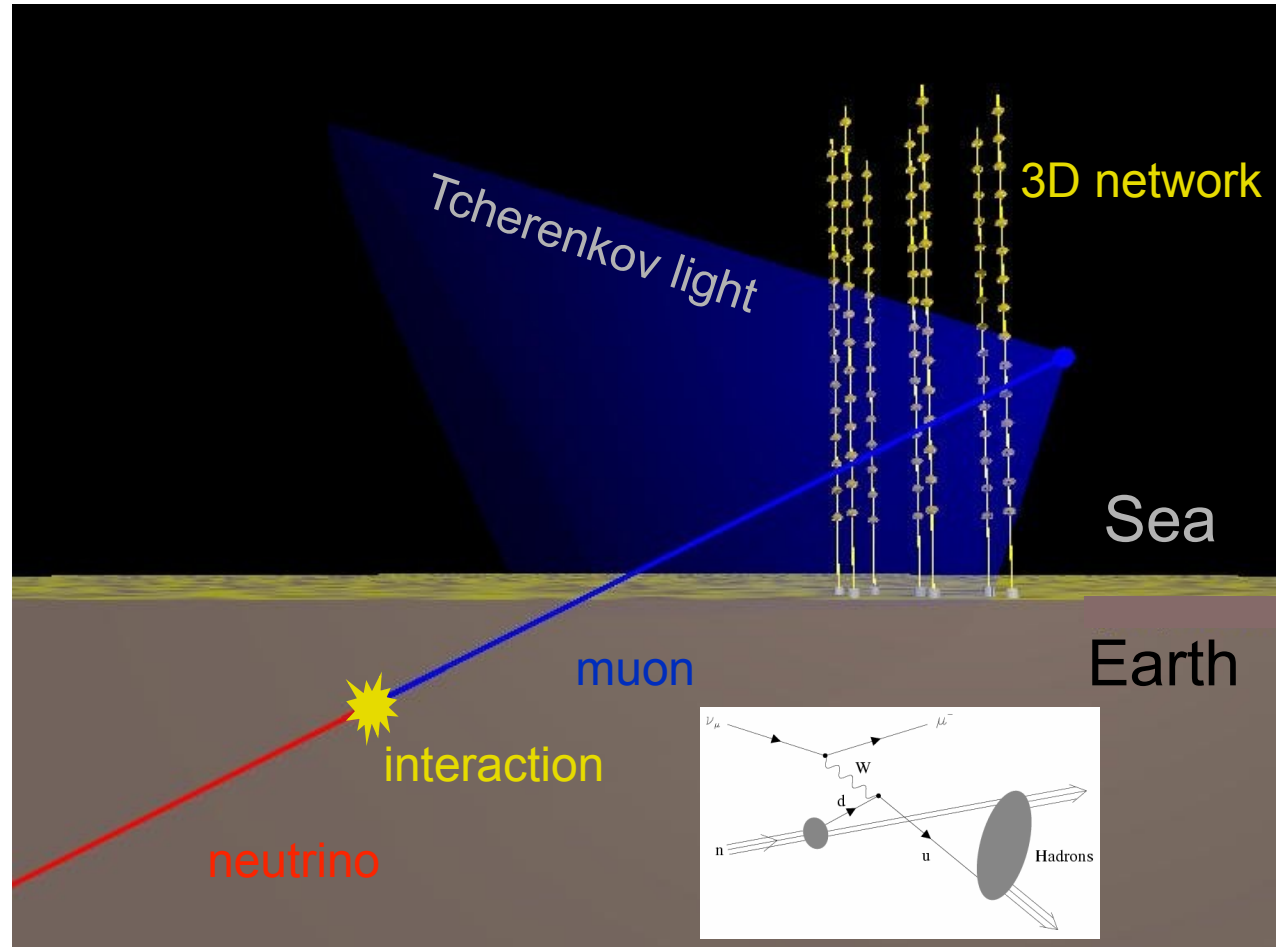 Tcherenkov light
3D network
Sea
Earth
muon
interaction
neutrino
ν_μ
μ⁻
W
d
n
u
Hadrons